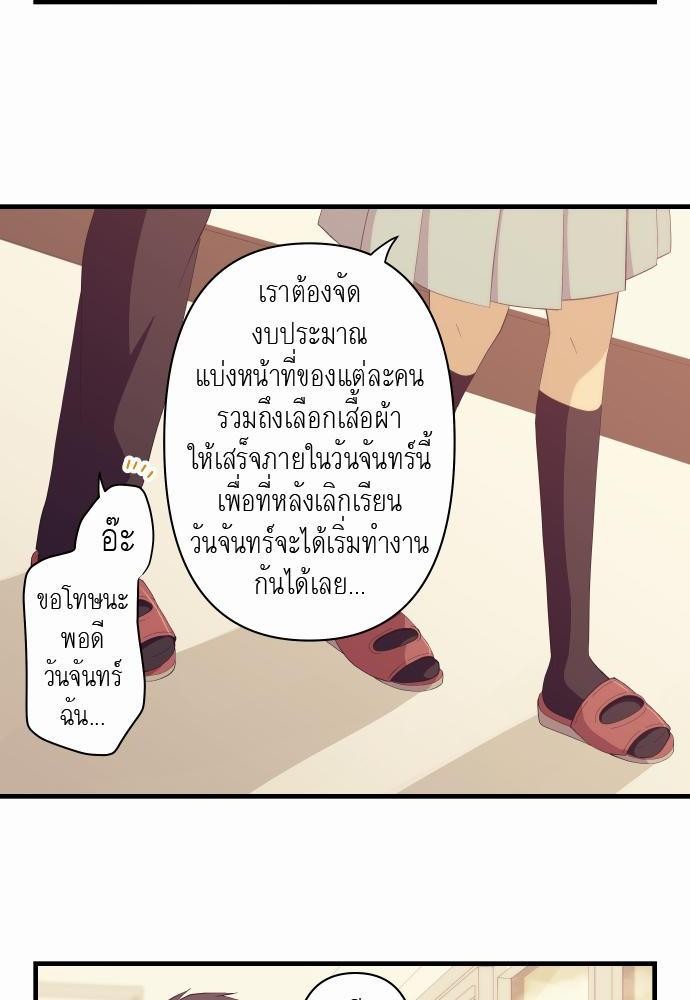 เราต้องจัด
งบประมาณ
แบ่งหน้าที่ของแต่ละคน
รวมถึงเลือกเสื้อผ้า
ให้เสร็จภายในวันจันทร์นี้
เพื่อที่หลังเลิกเรียน
วันจันทร์จะได้เริ่มทำงาน
กันได้เลย...
อ๊ะ
ขอโทษนะ
พอดี
วันจันทร์
ฉัน...